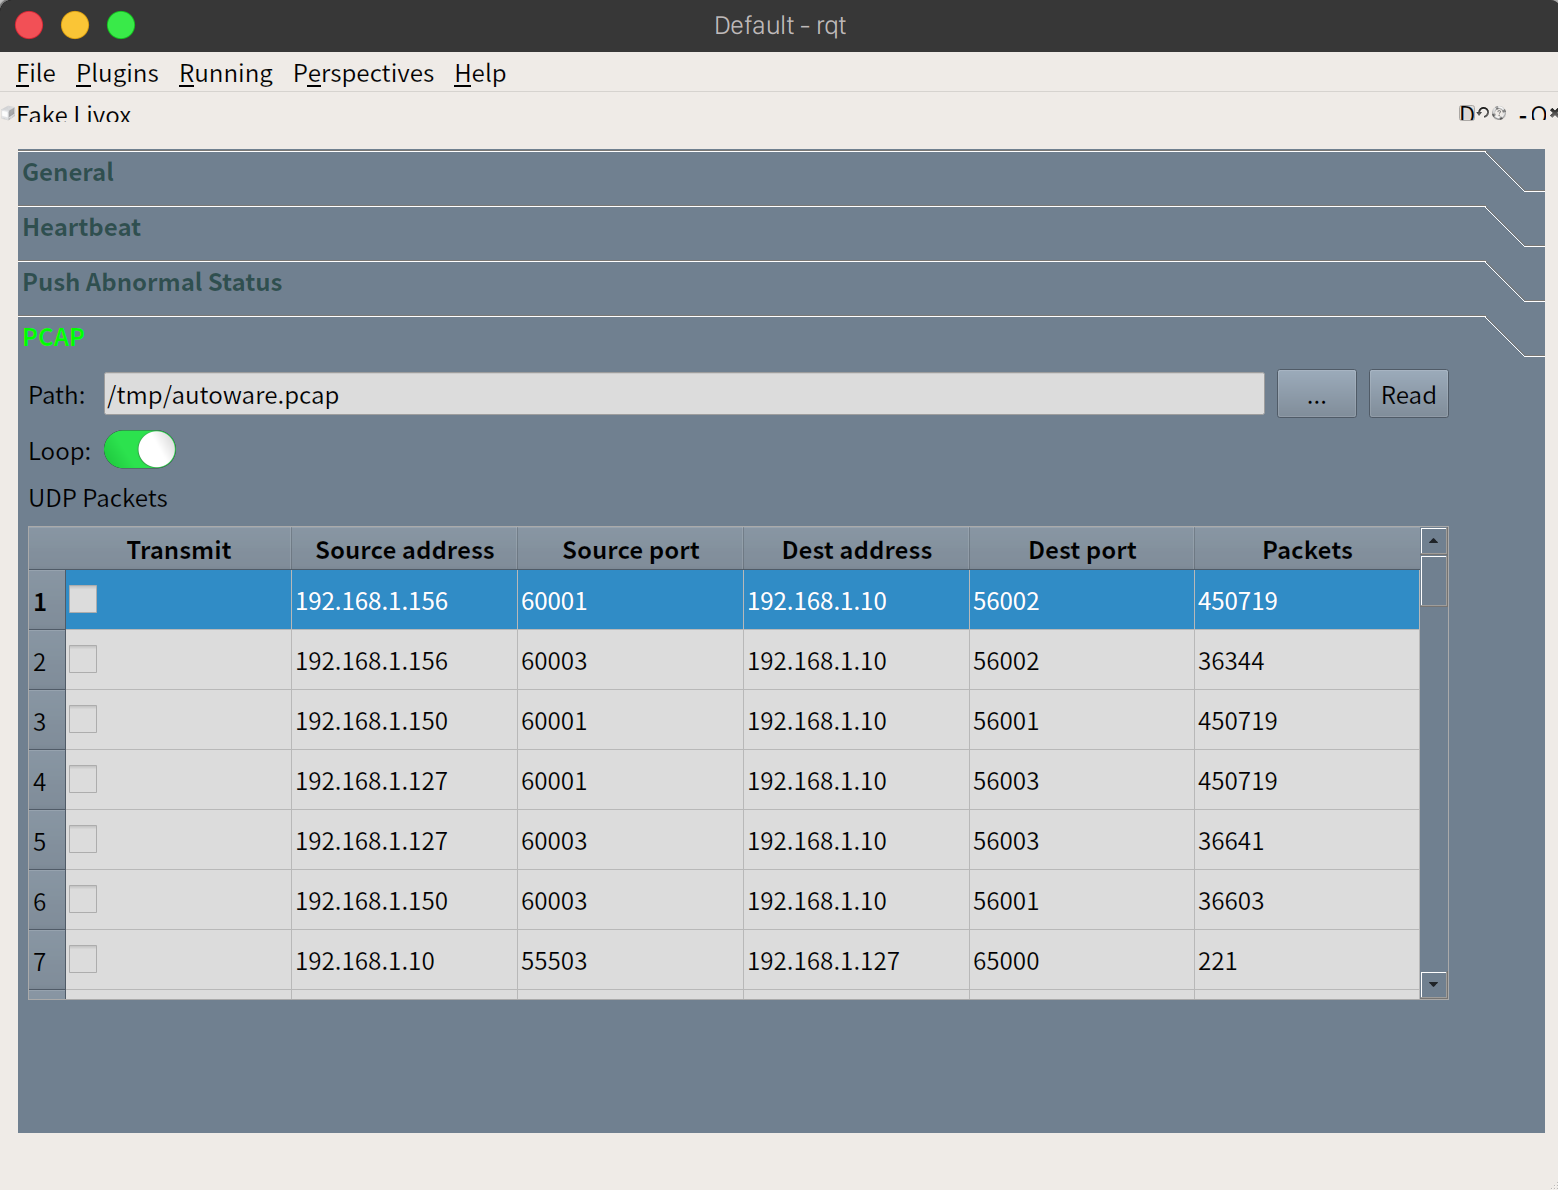 Default - rqt
File Plugins Running Perspectives Help
Fake Livox
General
Heartbeat
Push Abnormal Status
PCAP
Path: /tmp/autoware.pcap ... Read
Loop:
UDP Packets
Transmit Source address Source port Dest address Dest port Packets
1 192.168.1.156 60001 192.168.1.10 56002 450719
2 192.168.1.156 60003 192.168.1.10 56002 36344
3 192.168.1.150 60001 192.168.1.10 56001 450719
4 192.168.1.127 60001 192.168.1.10 56003 450719
5 192.168.1.127 60003 192.168.1.10 56003 36641
6 192.168.1.150 60003 192.168.1.10 56001 36603
7 192.168.1.10 55503 192.168.1.127 65000 221